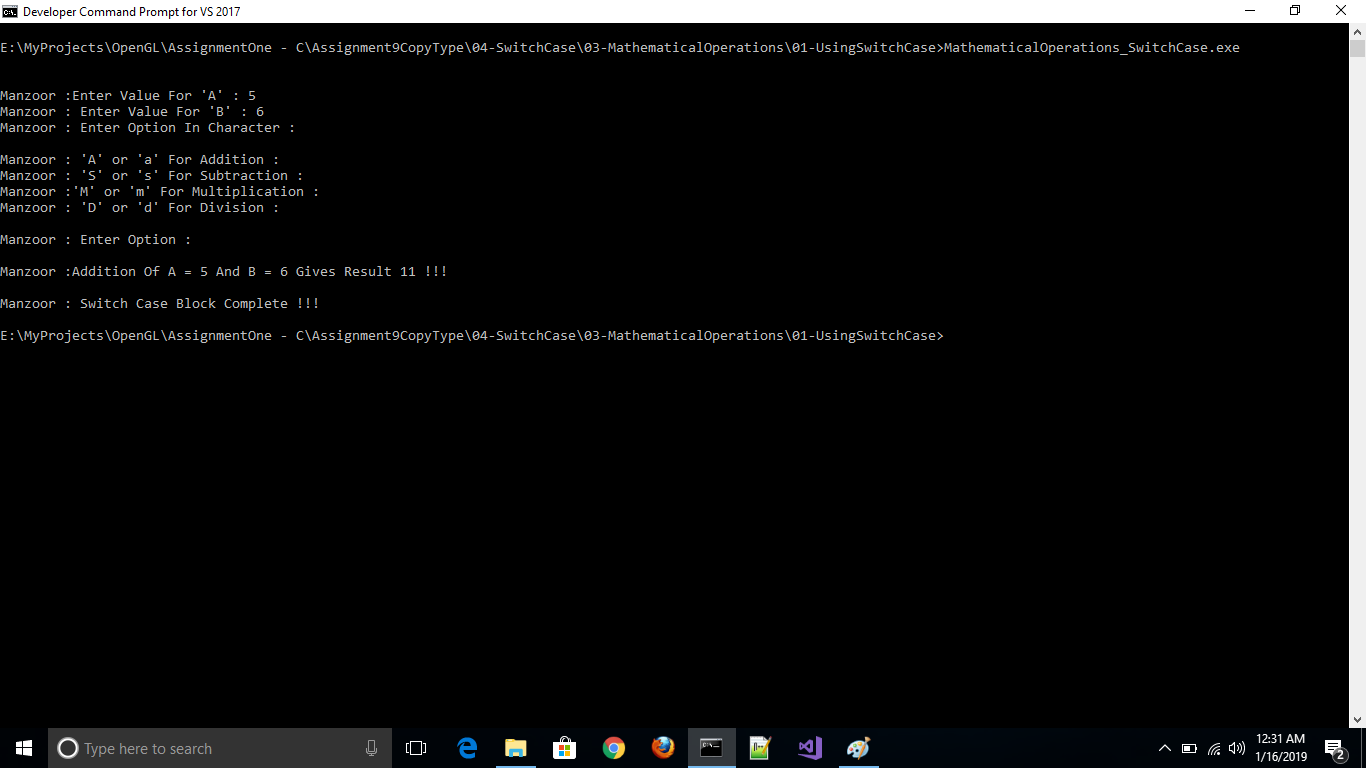 Developer Command Prompt for VS 2017
E:\MyProjects\OpenGL\AssignmentOne - C\Assignment9CopyType\04-SwitchCase\03-MathematicalOperations\01-UsingSwitchCase>MathematicalOperations_SwitchCase.exe
Manzoor :Enter Value For 'A' : 5
Manzoor : Enter Value For 'B' : 6
Manzoor : Enter Option In Character :
Manzoor : 'A' or 'a' For Addition :
Manzoor : 'S' or 's' For Subtraction :
Manzoor :'M' or 'm' For Multiplication :
Manzoor : 'D' or 'd' For Division :
Manzoor : Enter Option :
Manzoor :Addition Of A = 5 And B = 6 Gives Result 11 !!!
Manzoor : Switch Case Block Complete !!!
E:\MyProjects\OpenGL\AssignmentOne - C\Assignment9CopyType\04-SwitchCase\03-MathematicalOperations\01-UsingSwitchCase>
Type here to search
12:31 AM
1/16/2019
2